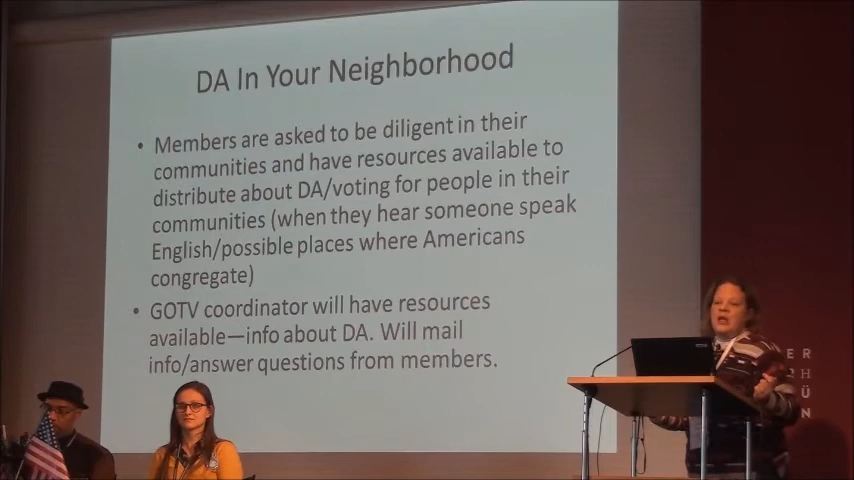 DA In Your Neighborhood
• Members are asked to be diligent in their
communities and have resources available to
distribute about DA/voting for people in their
communities (when they hear someone speak
English/possible places where Americans
congregate)
• GOTV coordinator will have resources
available—info about DA. Will mail
info/answer questions from members.
E R
H
Ü
N